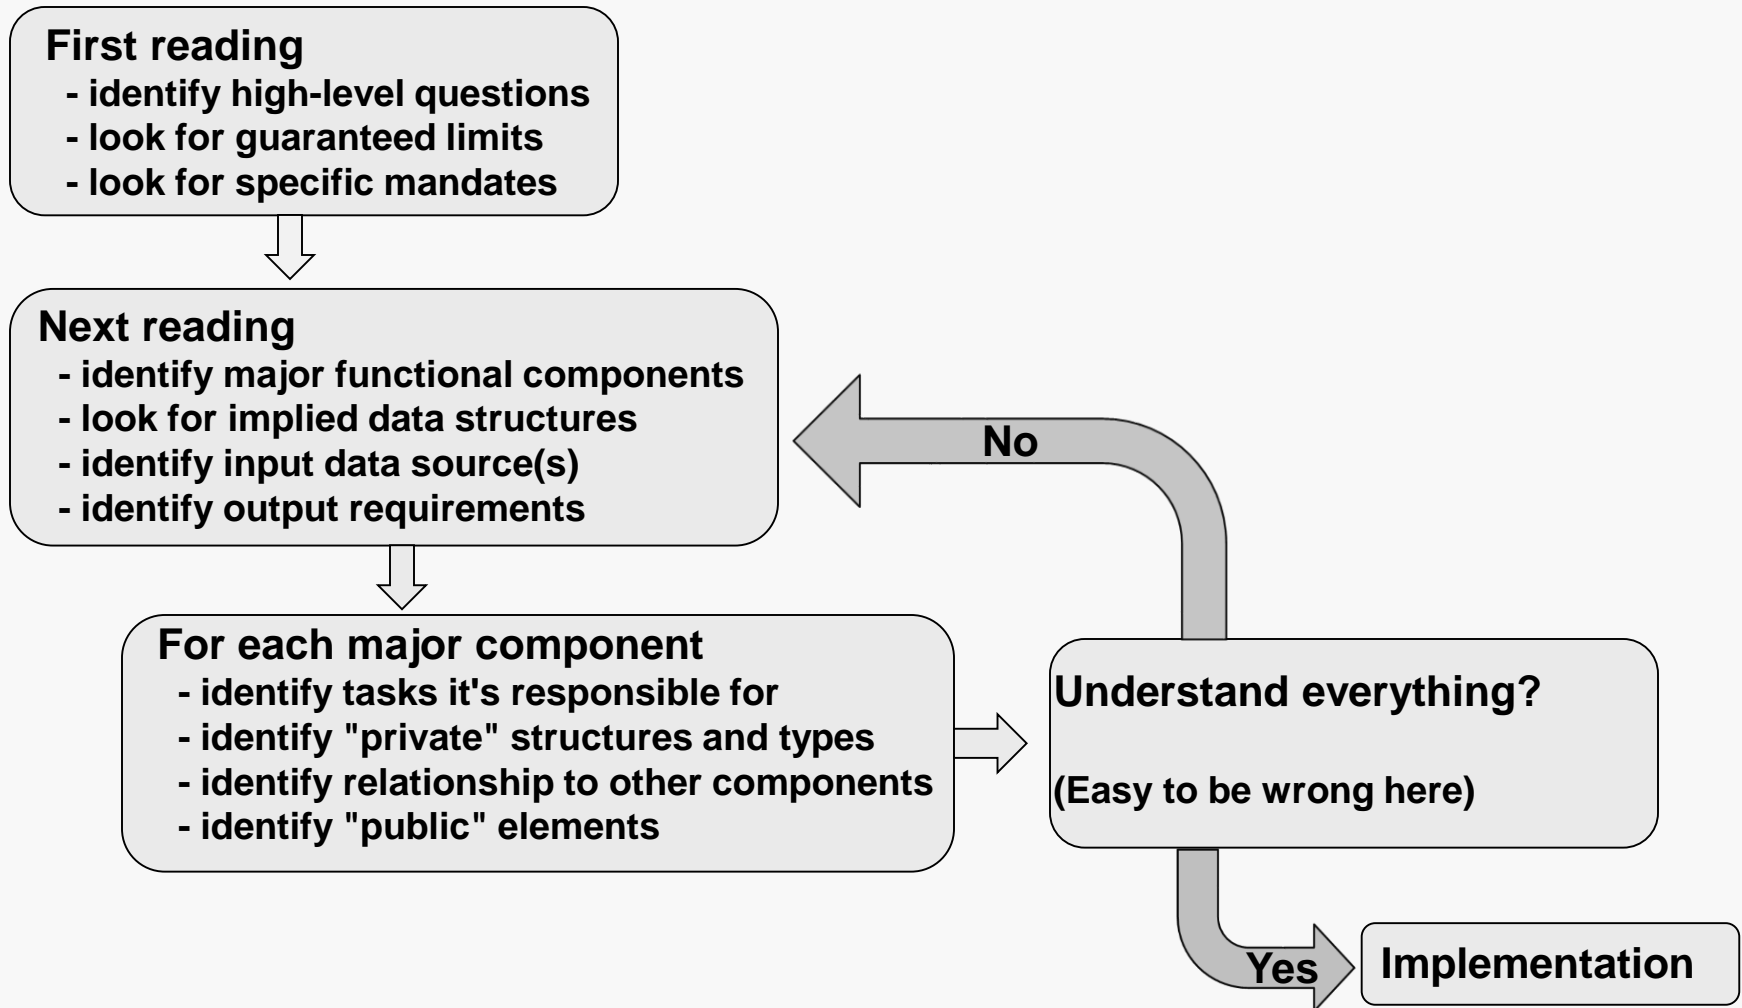 First reading
- identify high-level questions
- look for guaranteed limits
- look for specific mandates
Next reading
- identify major functional components
- look for implied data structures
- identify input data source(s)
- identify output requirements
No
For each major component
- identify tasks it's responsible for
- identify "private" structures and types
- identify relationship to other components
- identify "public" elements
Understand everything?
(Easy to be wrong here)
Yes
Implementation